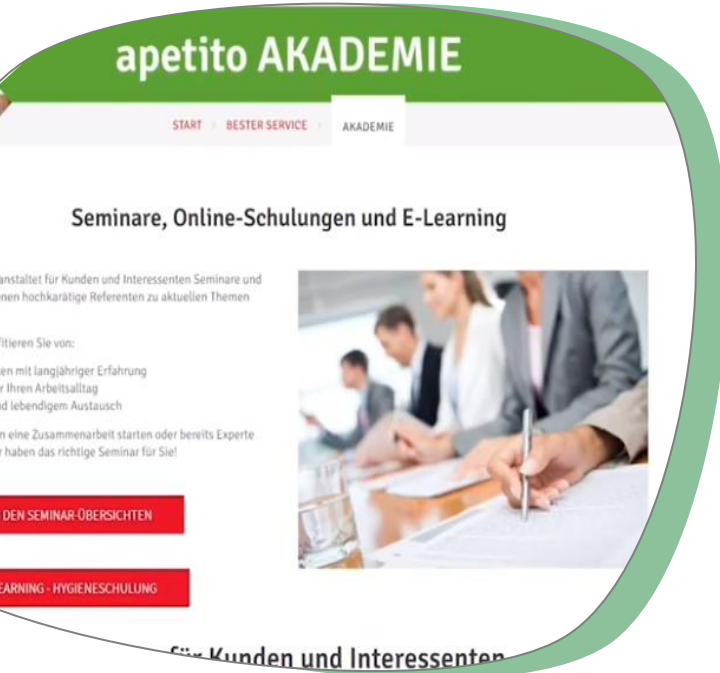 apetito AKADEMIE
START BESTER SERVICE AKADEMIE
Seminare, Online-Schulungen und E-Learning
anstaltet für Kunden und Interessenten Seminare und
nen hochkarätige Referenten zu aktuellen Themen
fitieren Sie von:
ten mit langjähriger Erfahrung
r Ihren Arbeitsalltag
nd lebendigem Austausch
n eine Zusammenarbeit starten oder bereits Experte
r haben das richtige Seminar für Sie!
DEN SEMINAR-ÜBERSICHTEN
EARNING - HYGIENESCHULUNG
für Kunden und Interessenten